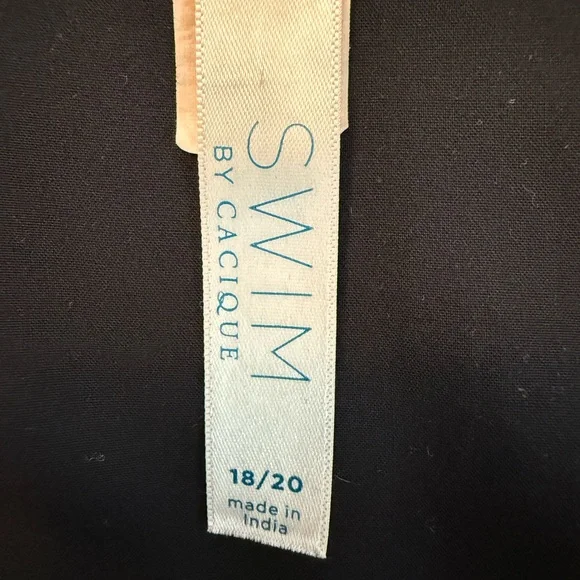 SWIM
BY CACIQUE
18/20
made in
India